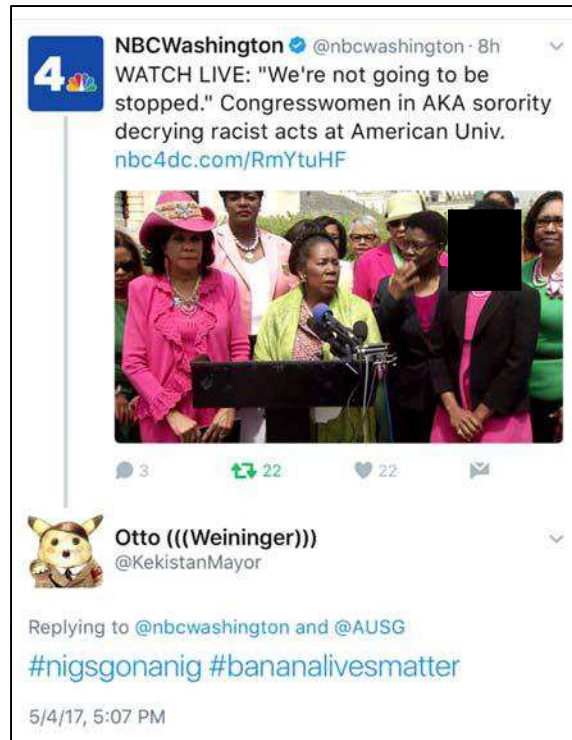 4
NBCWashington @nbcwashington · 8h
WATCH LIVE: "We're not going to be
stopped." Congresswomen in AKA sorority
decrying racist acts at American Univ.
nbc4dc.com/RmYtuHF
3 22 22
Otto (((Weininger)))
@KekistanMayor
Replying to @nbcwashington and @AUSG
#nigsgonanig #bananalivesmatter
5/4/17, 5:07 PM